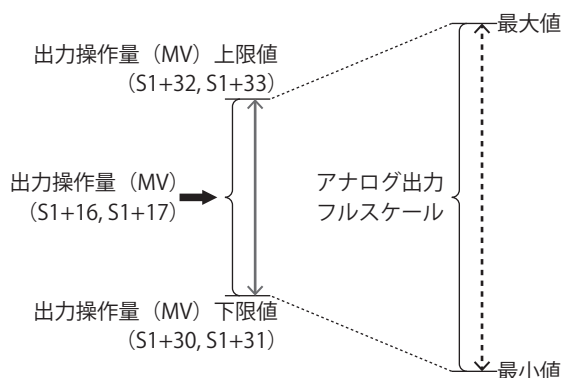 最大値
出力操作量（MV）上限値
（S1+32, S1+33）
出力操作量（MV）
（S1+16, S1+17）
アナログ出力
フルスケール
出力操作量（MV）下限値
（S1+30, S1+31）
最小値